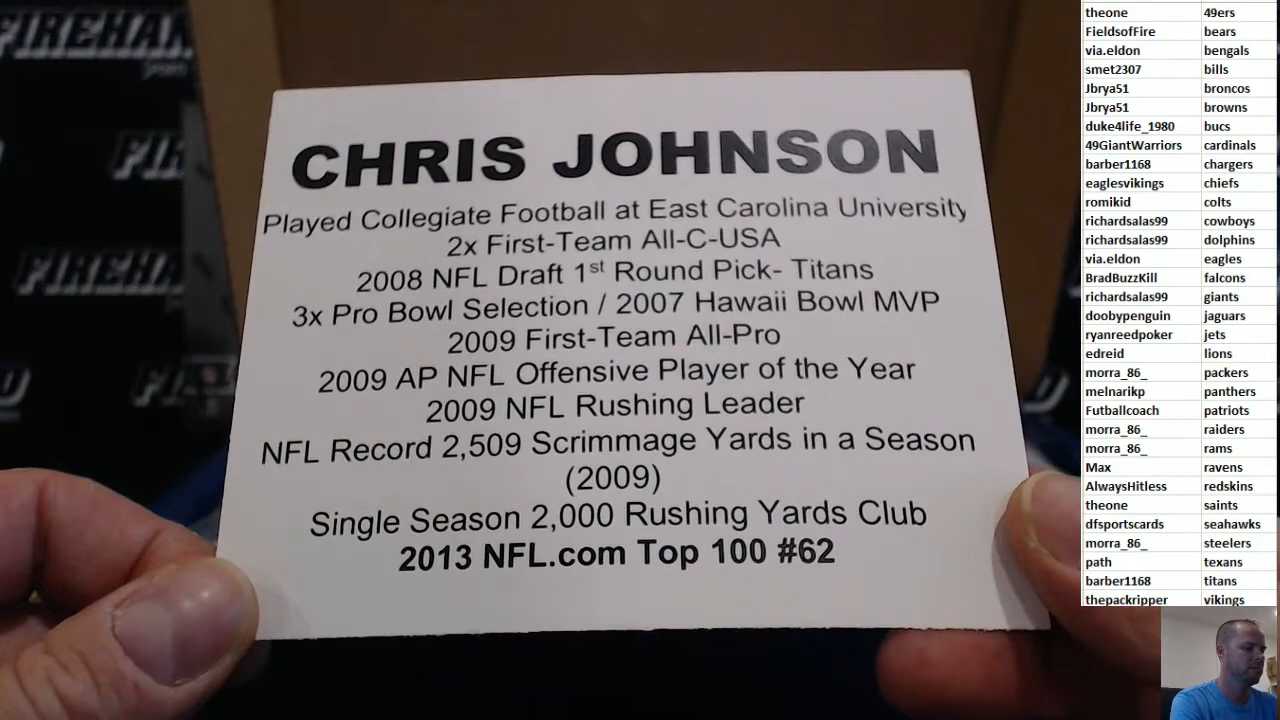 FIREHAN
FIR
FIREHA
CHRIS JOHNSON
Played Collegiate Football at East Carolina University
2x First-Team All-C-USA
2008 NFL Draft 1st Round Pick- Titans
3x Pro Bowl Selection / 2007 Hawaii Bowl MVP
2009 First-Team All-Pro
2009 AP NFL Offensive Player of the Year
2009 NFL Rushing Leader
NFL Record 2,509 Scrimmage Yards in a Season
(2009)
Single Season 2,000 Rushing Yards Club
2013 NFL.com Top 100 #62
theone 49ers
FieldsofFire bears
via.eldon bengals
smet2307 bills
Jbrya51 broncos
Jbrya51 browns
duke4life_1980 bucs
49GiantWarriors cardinals
barber1168 chargers
eaglesvikings chiefs
romikid colts
richardsalas99 cowboys
richardsalas99 dolphins
via.eldon eagles
BradBuzzKill falcons
richardsalas99 giants
doobypenguin jaguars
ryanreedpoker jets
edreid lions
morra_86_ packers
melnarikp panthers
Futballcoach patriots
morra_86_ raiders
morra_86_ rams
Max ravens
AlwaysHitless redskins
theone saints
dfsportscards seahawks
morra_86_ steelers
path texans
barber1168 titans
thepackripper vikings